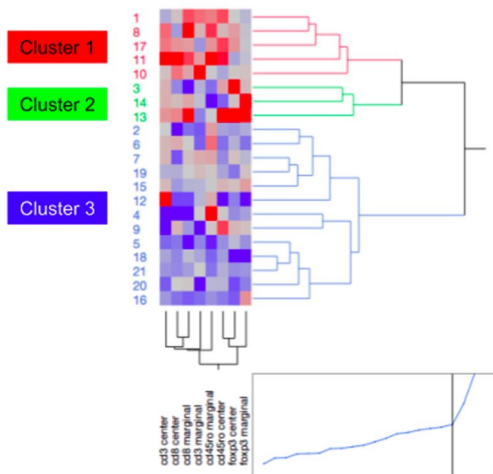 Cluster 1
Cluster 2
Cluster 3
1
8
17
11
10
3
14
13
2
6
7
19
15
12
4
9
5
18
21
20
16
cd3 center
cd8 center
cd8 marginal
cd3 marginal
cd45ro marginal
cd45ro center
foxp3 center
foxp3 marginal